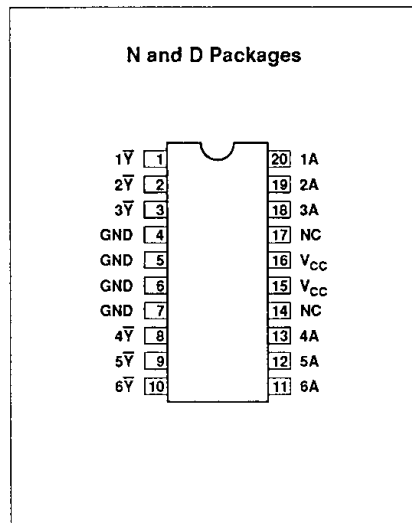 N and D Packages
1Y̅ 1 20 1A
2Y̅ 2 19 2A
3Y̅ 3 18 3A
GND 4 17 NC
GND 5 16 VCC
GND 6 15 VCC
GND 7 14 NC
4Y̅ 8 13 4A
5Y̅ 9 12 5A
6Y̅ 10 11 6A